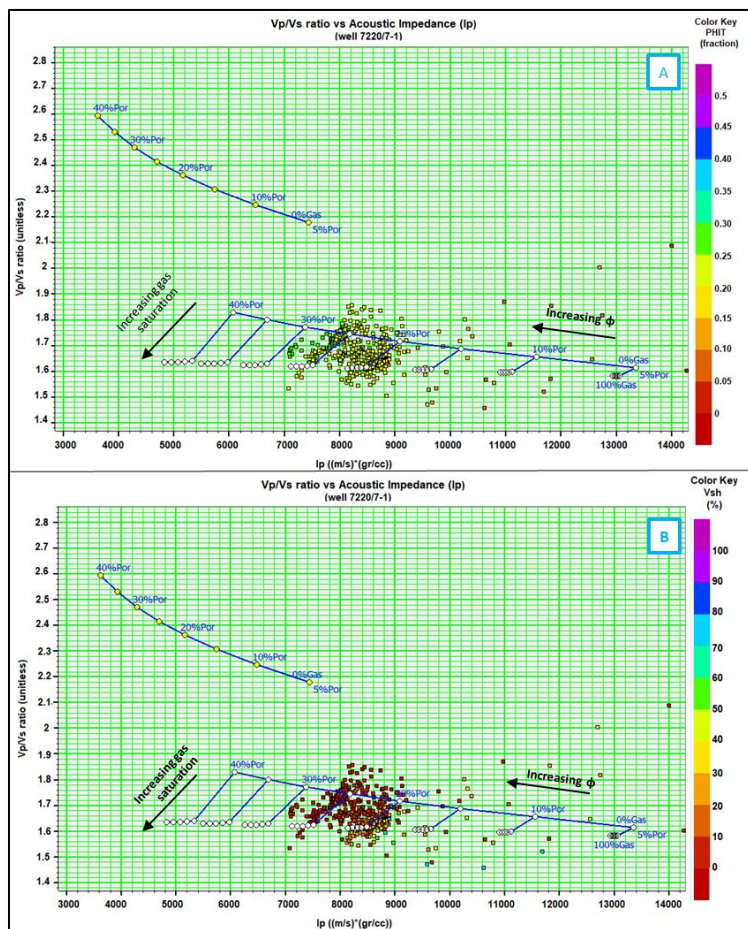 Vp/Vs ratio vs Acoustic Impedance (Ip)
(well 7220/7-1)
Color Key
PHIT
(fraction)
A
2.8
2.7
2.6
2.5
2.4
2.3
2.2
2.1
2
1.9
1.8
1.7
1.6
1.5
1.4
Vp/Vs ratio (unitless)
40%Por
30%Por
20%Por
10%Por
0%Gas
5%Por
Increasing gas
saturation
Increasing ϕ
40%Por
30%Por
10%Por
0%Gas
5%Por
100%Gas
0.5
0.45
0.4
0.35
0.3
0.25
0.2
0.15
0.1
0.05
0
3000 4000 5000 6000 7000 8000 9000 10000 11000 12000 13000 14000
Ip ((m/s)*(gr/cc))
Vp/Vs ratio vs Acoustic Impedance (Ip)
(well 7220/7-1)
Color Key
Vsh
(%)
B
2.8
2.7
2.6
2.5
2.4
2.3
2.2
2.1
2
1.9
1.8
1.7
1.6
1.5
1.4
Vp/Vs ratio (unitless)
40%Por
30%Por
20%Por
10%Por
0%Gas
5%Por
Increasing gas
saturation
Increasing ϕ
40%Por
30%Por
10%Por
0%Gas
5%Por
100%Gas
100
90
80
70
60
50
40
30
20
10
0
3000 4000 5000 6000 7000 8000 9000 10000 11000 12000 13000 14000
Ip ((m/s)*(gr/cc))